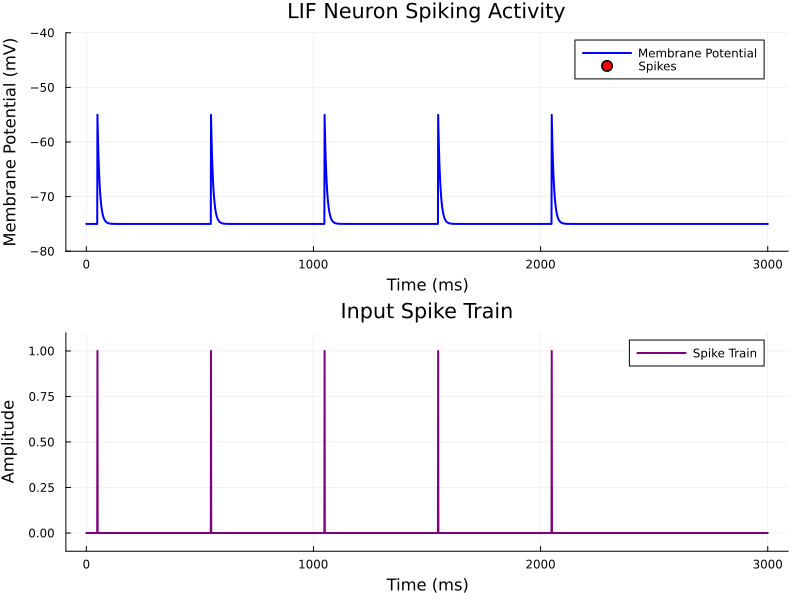 LIF Neuron Spiking Activity
Membrane Potential (mV)
−40
−50
−60
−70
−80
Membrane Potential
Spikes
0 1000 2000 3000
Time (ms)
Input Spike Train
Amplitude
1.00
0.75
0.50
0.25
0.00
Spike Train
0 1000 2000 3000
Time (ms)